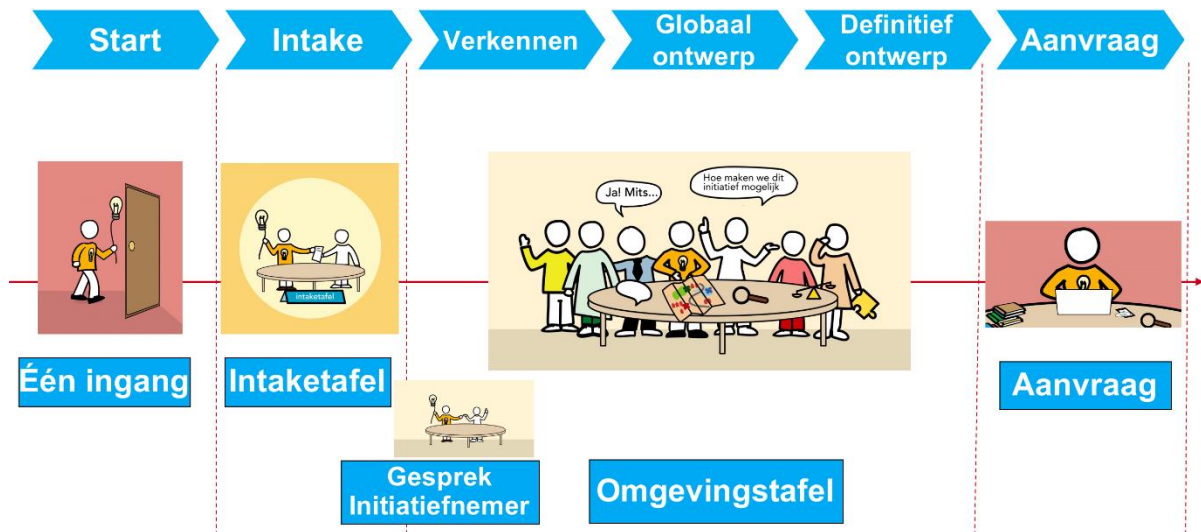 Start
Intake
Verkennen
Globaal
ontwerp
Definitief
ontwerp
Aanvraag
Ja! Mits...
Hoe maken we dit
initiatief mogelijk
intaketafel
Één ingang
Intaketafel
Aanvraag
Gesprek
Initiatiefnemer
Omgevingstafel